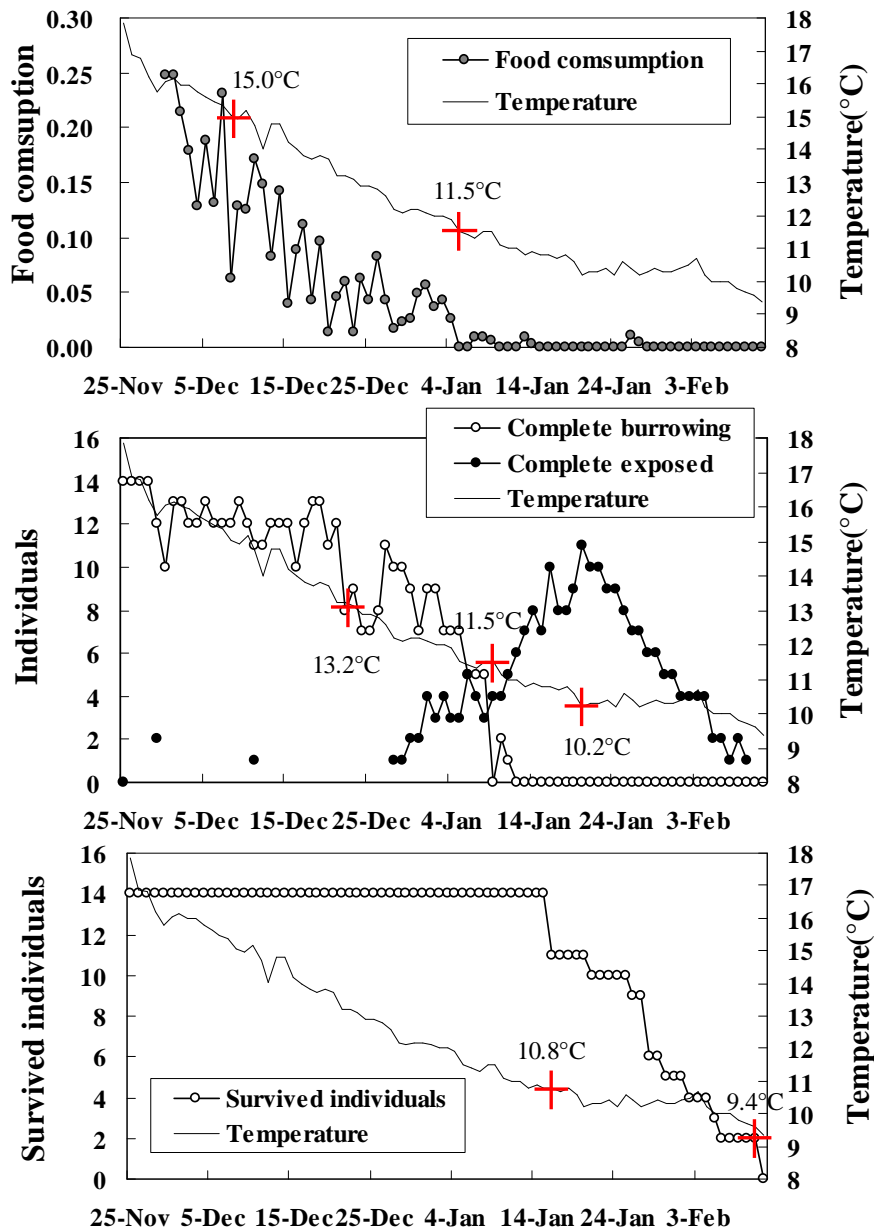 0.30
0.25
0.20
0.15
0.10
0.05
0.00
Food comsuption
18
17
16
15
14
13
12
11
10
9
8
Temperature(°C)
Food comsumption
Temperature
15.0°C
11.5°C
25-Nov 5-Dec 15-Dec 25-Dec 4-Jan 14-Jan 24-Jan 3-Feb
16
14
12
10
8
6
4
2
0
Individuals
18
17
16
15
14
13
12
11
10
9
8
Temperature(°C)
Complete burrowing
Complete exposed
Temperature
13.2°C
11.5°C
10.2°C
25-Nov 5-Dec 15-Dec 25-Dec 4-Jan 14-Jan 24-Jan 3-Feb
16
14
12
10
8
6
4
2
0
Survived individuals
18
17
16
15
14
13
12
11
10
9
8
Temperature(°C)
10.8°C
9.4°C
Survived individuals
Temperature
25-Nov 5-Dec 15-Dec 25-Dec 4-Jan 14-Jan 24-Jan 3-Feb